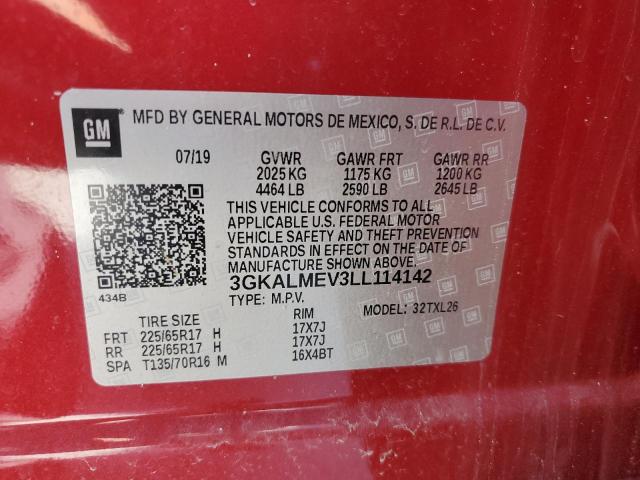 GM MFD BY GENERAL MOTORS DE MEXICO, S. DE R.L. DE C.V.
07/19 GVWR GAWR FRT GAWR RR
2025 KG 1175 KG 1200 KG
4464 LB 2590 LB 2645 LB
THIS VEHICLE CONFORMS TO ALL
APPLICABLE U.S. FEDERAL MOTOR
VEHICLE SAFETY AND THEFT PREVENTION
STANDARDS IN EFFECT ON THE DATE OF
MANUFACTURE SHOWN ABOVE.
434B 3GKALMEV3LL114142
TYPE: M.P.V. MODEL: 32TXL26
TIRE SIZE RIM
FRT 225/65R17 H 17X7J
RR 225/65R17 H 17X7J
SPA T135/70R16 M 16X4BT